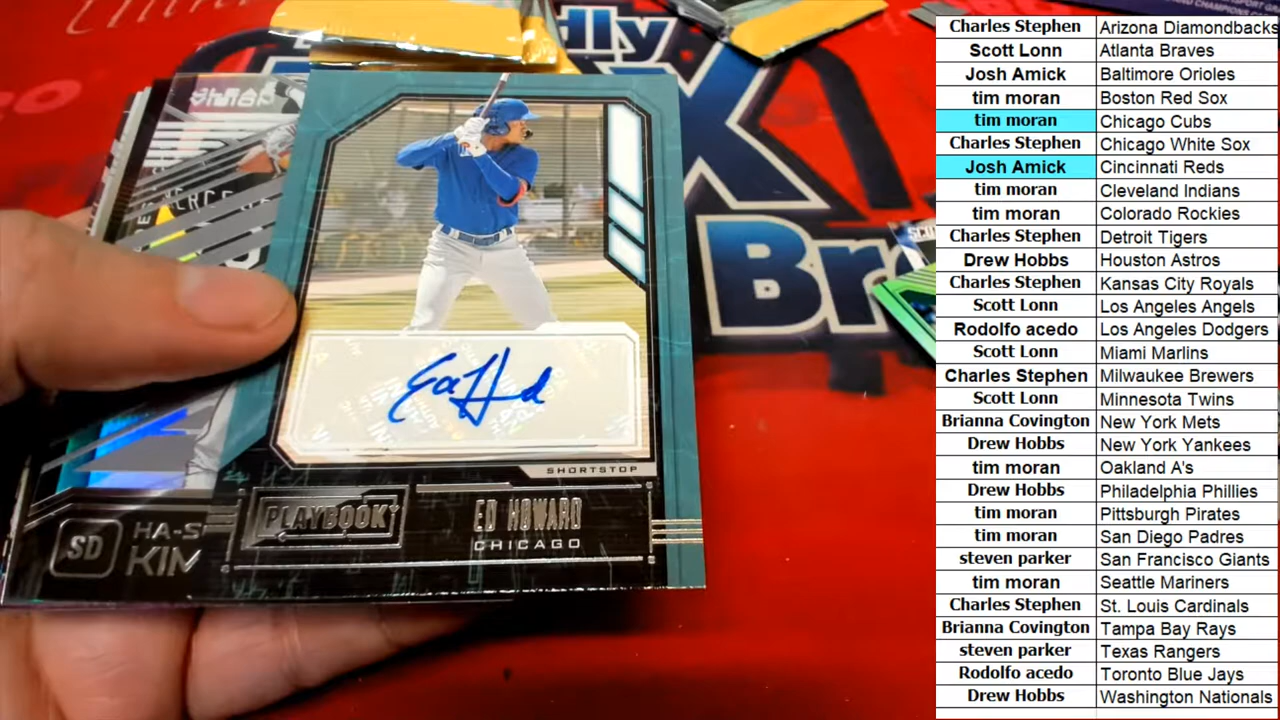 dly
X
Br
SHORTSTOP
PLAYBOOK
ED HOWARD
CHICAGO
SD
HA-S
KIM
Charles Stephen Arizona Diamondbacks
Scott Lonn Atlanta Braves
Josh Amick Baltimore Orioles
tim moran Boston Red Sox
tim moran Chicago Cubs
Charles Stephen Chicago White Sox
Josh Amick Cincinnati Reds
tim moran Cleveland Indians
tim moran Colorado Rockies
Charles Stephen Detroit Tigers
Drew Hobbs Houston Astros
Charles Stephen Kansas City Royals
Scott Lonn Los Angeles Angels
Rodolfo acedo Los Angeles Dodgers
Scott Lonn Miami Marlins
Charles Stephen Milwaukee Brewers
Scott Lonn Minnesota Twins
Brianna Covington New York Mets
Drew Hobbs New York Yankees
tim moran Oakland A's
Drew Hobbs Philadelphia Phillies
tim moran Pittsburgh Pirates
tim moran San Diego Padres
steven parker San Francisco Giants
tim moran Seattle Mariners
Charles Stephen St. Louis Cardinals
Brianna Covington Tampa Bay Rays
steven parker Texas Rangers
Rodolfo acedo Toronto Blue Jays
Drew Hobbs Washington Nationals